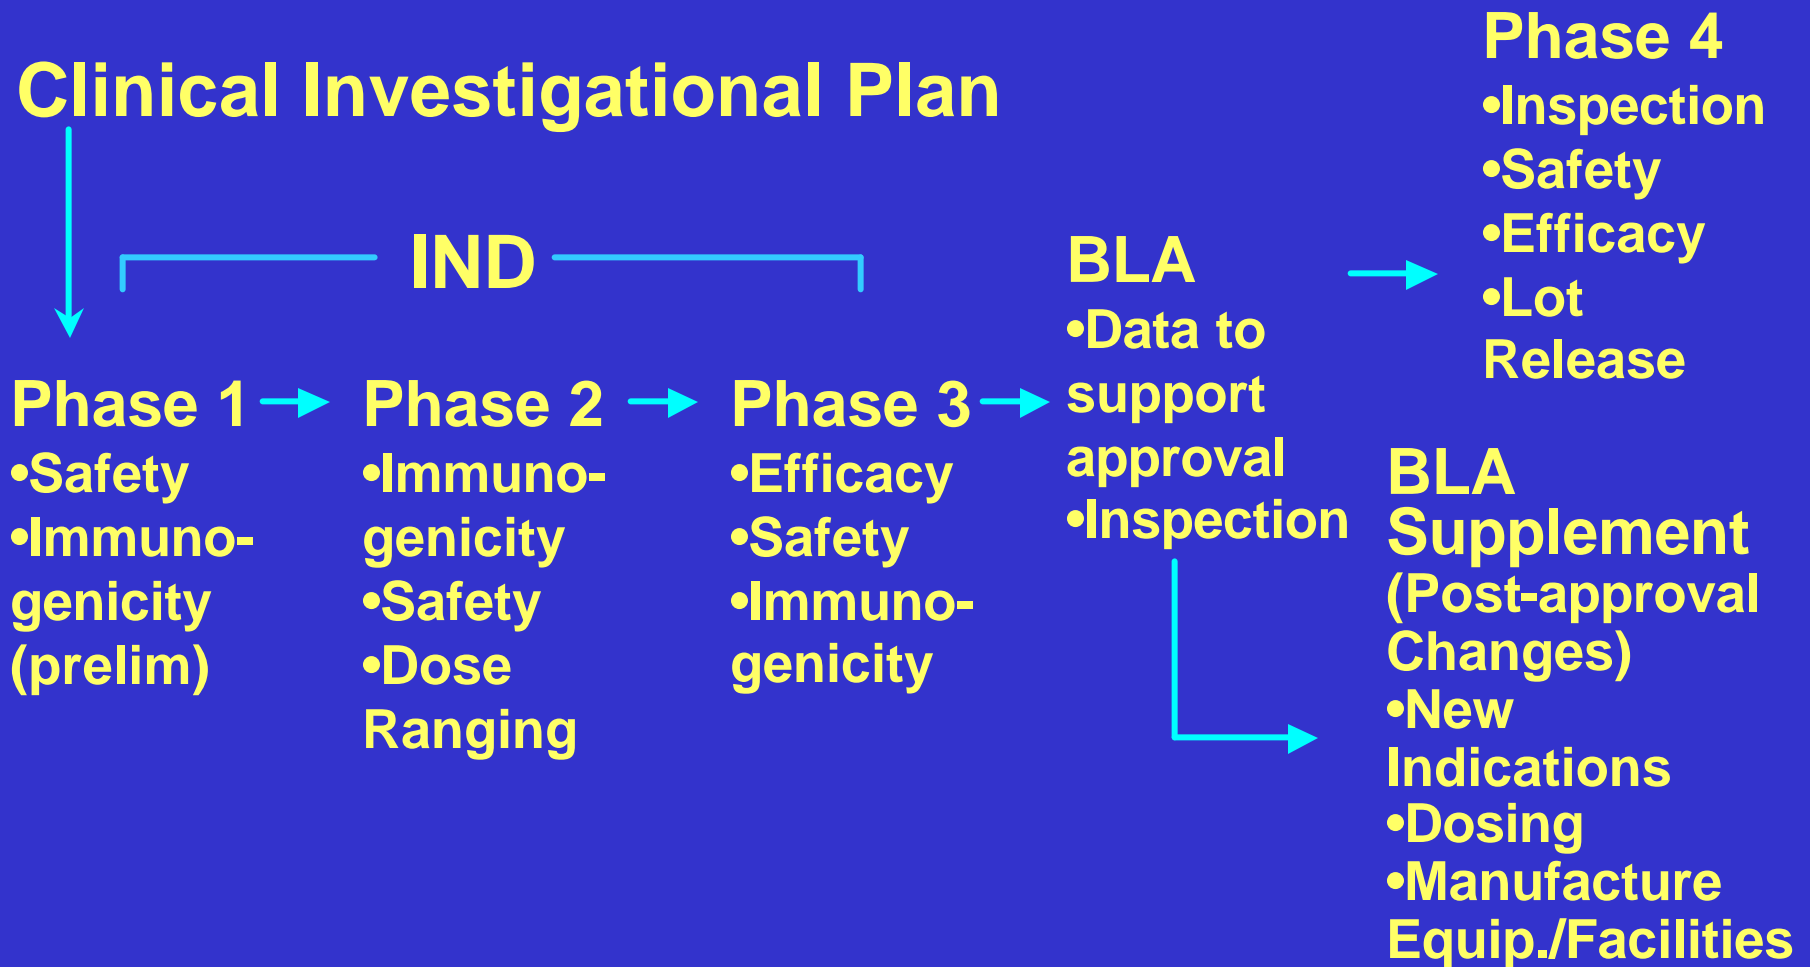 Clinical Investigational Plan
IND
Phase 1
•Safety
•Immuno-
genicity
(prelim)
Phase 2
•Immuno-
genicity
•Safety
•Dose
Ranging
Phase 3
•Efficacy
•Safety
•Immuno-
genicity
BLA
•Data to
support
approval
•Inspection
Phase 4
•Inspection
•Safety
•Efficacy
•Lot
Release
BLA
Supplement
(Post-approval
Changes)
•New
Indications
•Dosing
•Manufacture
Equip./Facilities